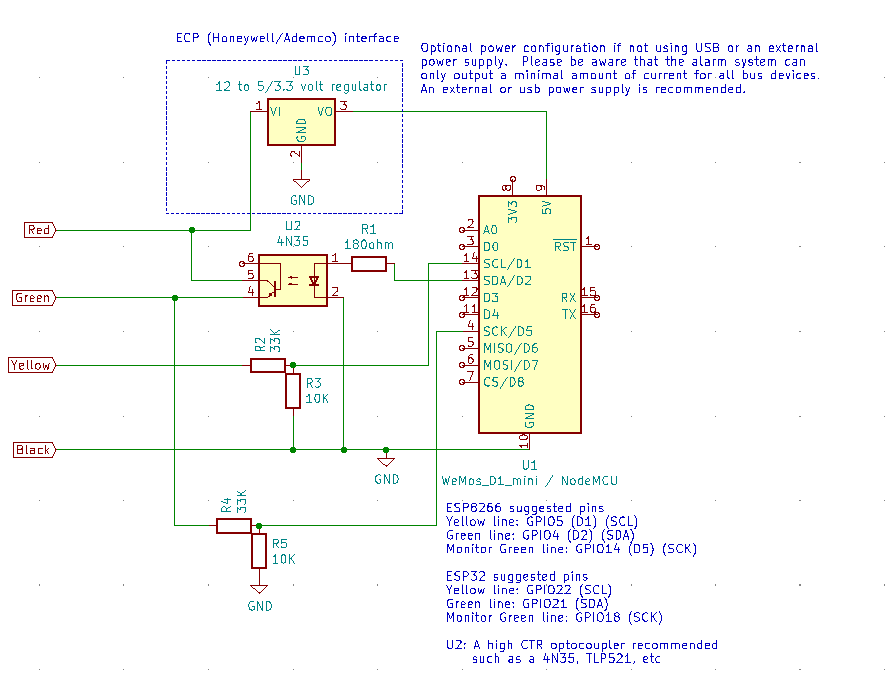 ECP (Honeywell/Ademco) interface
Optional power configuration if not using USB or an external
power supply.  Please be aware that the alarm system can
only output a minimal amount of current for all bus devices.
An external or usb power supply is recommended.
U3
12 to 5/3.3 volt regulator
1 VI VO 3
GND
2
GND
8 9
3V3 5V
Red
U2
4N35
R1
180ohm
2 A0
3 D0 RST 1
6 1 14 SCL/D1
5 13 SDA/D2
4 2 12 D3 RX 15
Green
11 D4 TX 16
4 SCK/D5
R2
33K
5 MISO/D6
Yellow
6 MOSI/D7
R3
10K
7 CS/D8
GND
10
Black
GND
U1
WeMos_D1_mini / NodeMCU
R4
33K
R5
10K
GND
ESP8266 suggested pins
Yellow line: GPIO5 (D1) (SCL)
Green line: GPIO4 (D2) (SDA)
Monitor Green line: GPIO14 (D5) (SCK)
ESP32 suggested pins
Yellow line: GPIO22 (SCL)
Green line: GPIO21 (SDA)
Monitor Green line: GPIO18 (SCK)
U2: A high CTR optocoupler recommended
such as a 4N35, TLP521, etc